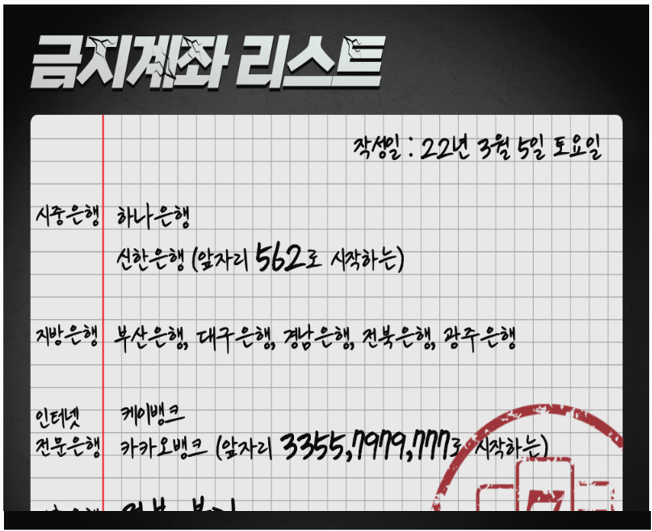 금지계좌 리스트
작성일 : 22년 3월 5일 토요일
시중은행 하나은행
신한은행 (앞자리 562로 시작하는)
지방은행 부산은행, 대구은행, 경남은행, 전북은행, 광주은행
인터넷 케이뱅크
전문은행 카카오뱅크 (앞자리 3355,7979,777로 시작하는)